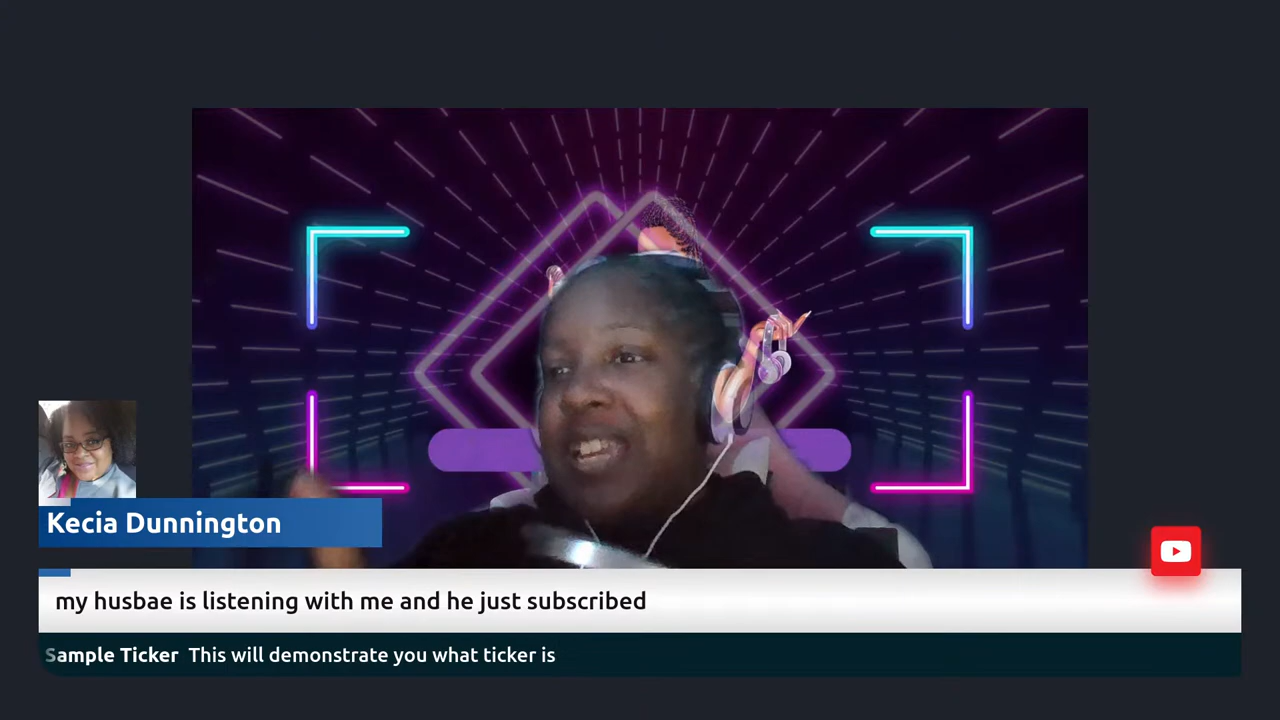 Kecia Dunnington
my husbae is listening with me and he just subscribed
Sample Ticker This will demonstrate you what ticker is